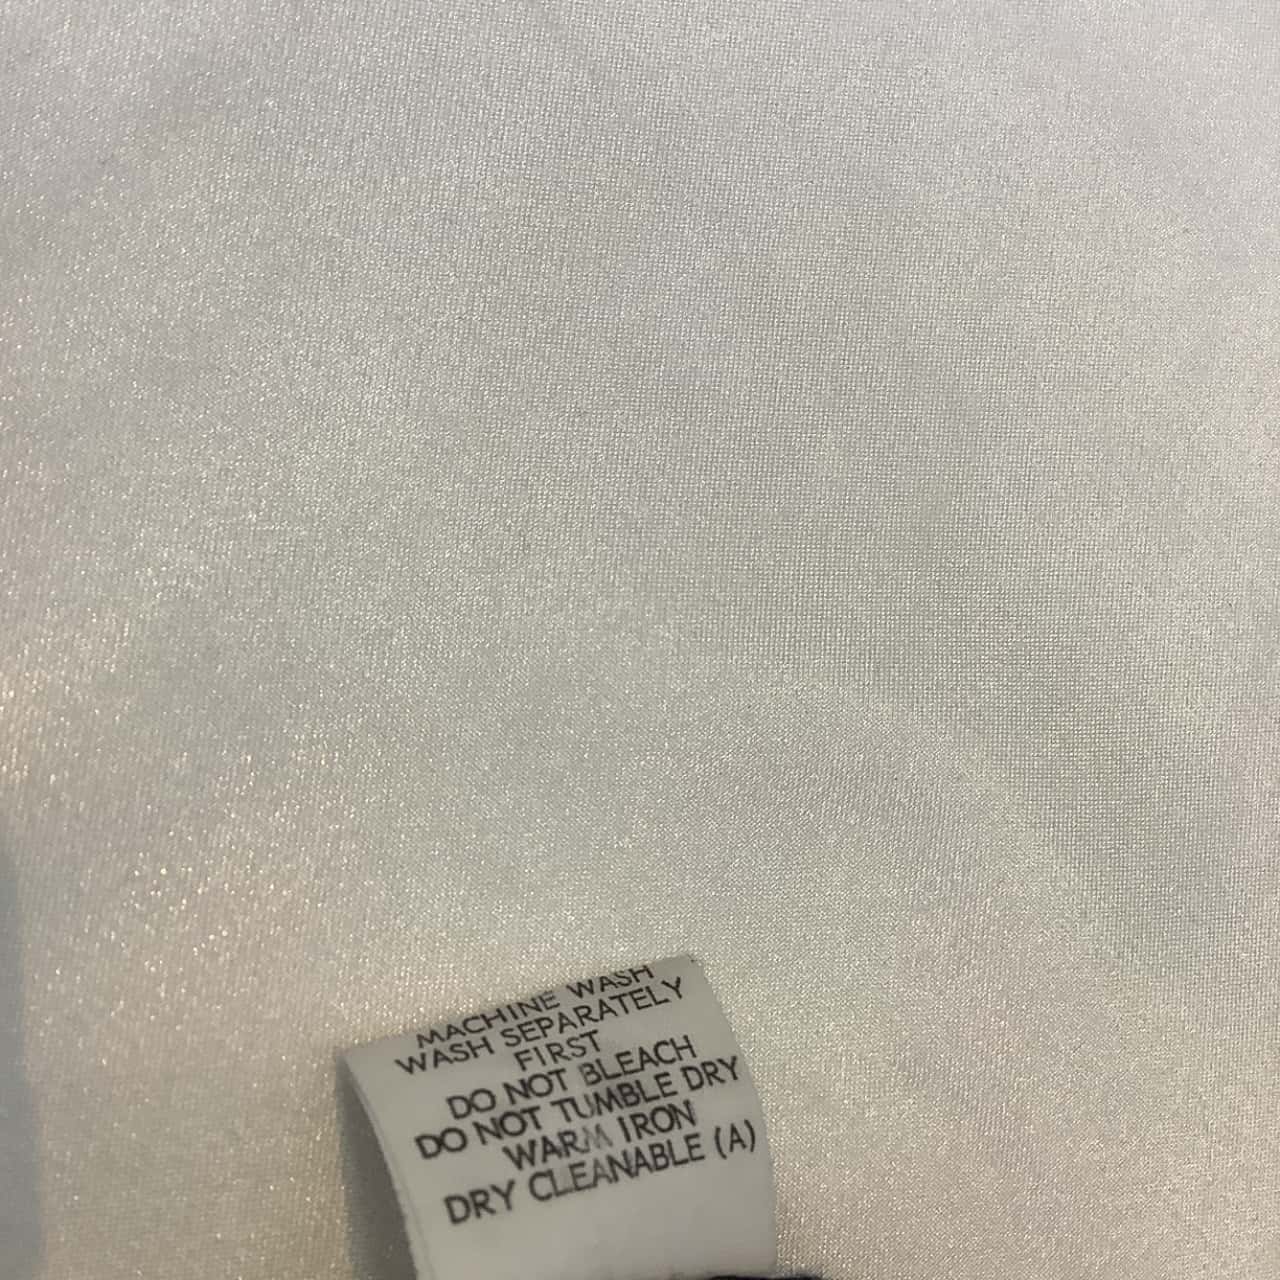 MACHINE WASH
WASH SEPARATELY
FIRST
DO NOT BLEACH
DO NOT TUMBLE DRY
WARM IRON
DRY CLEANABLE (A)